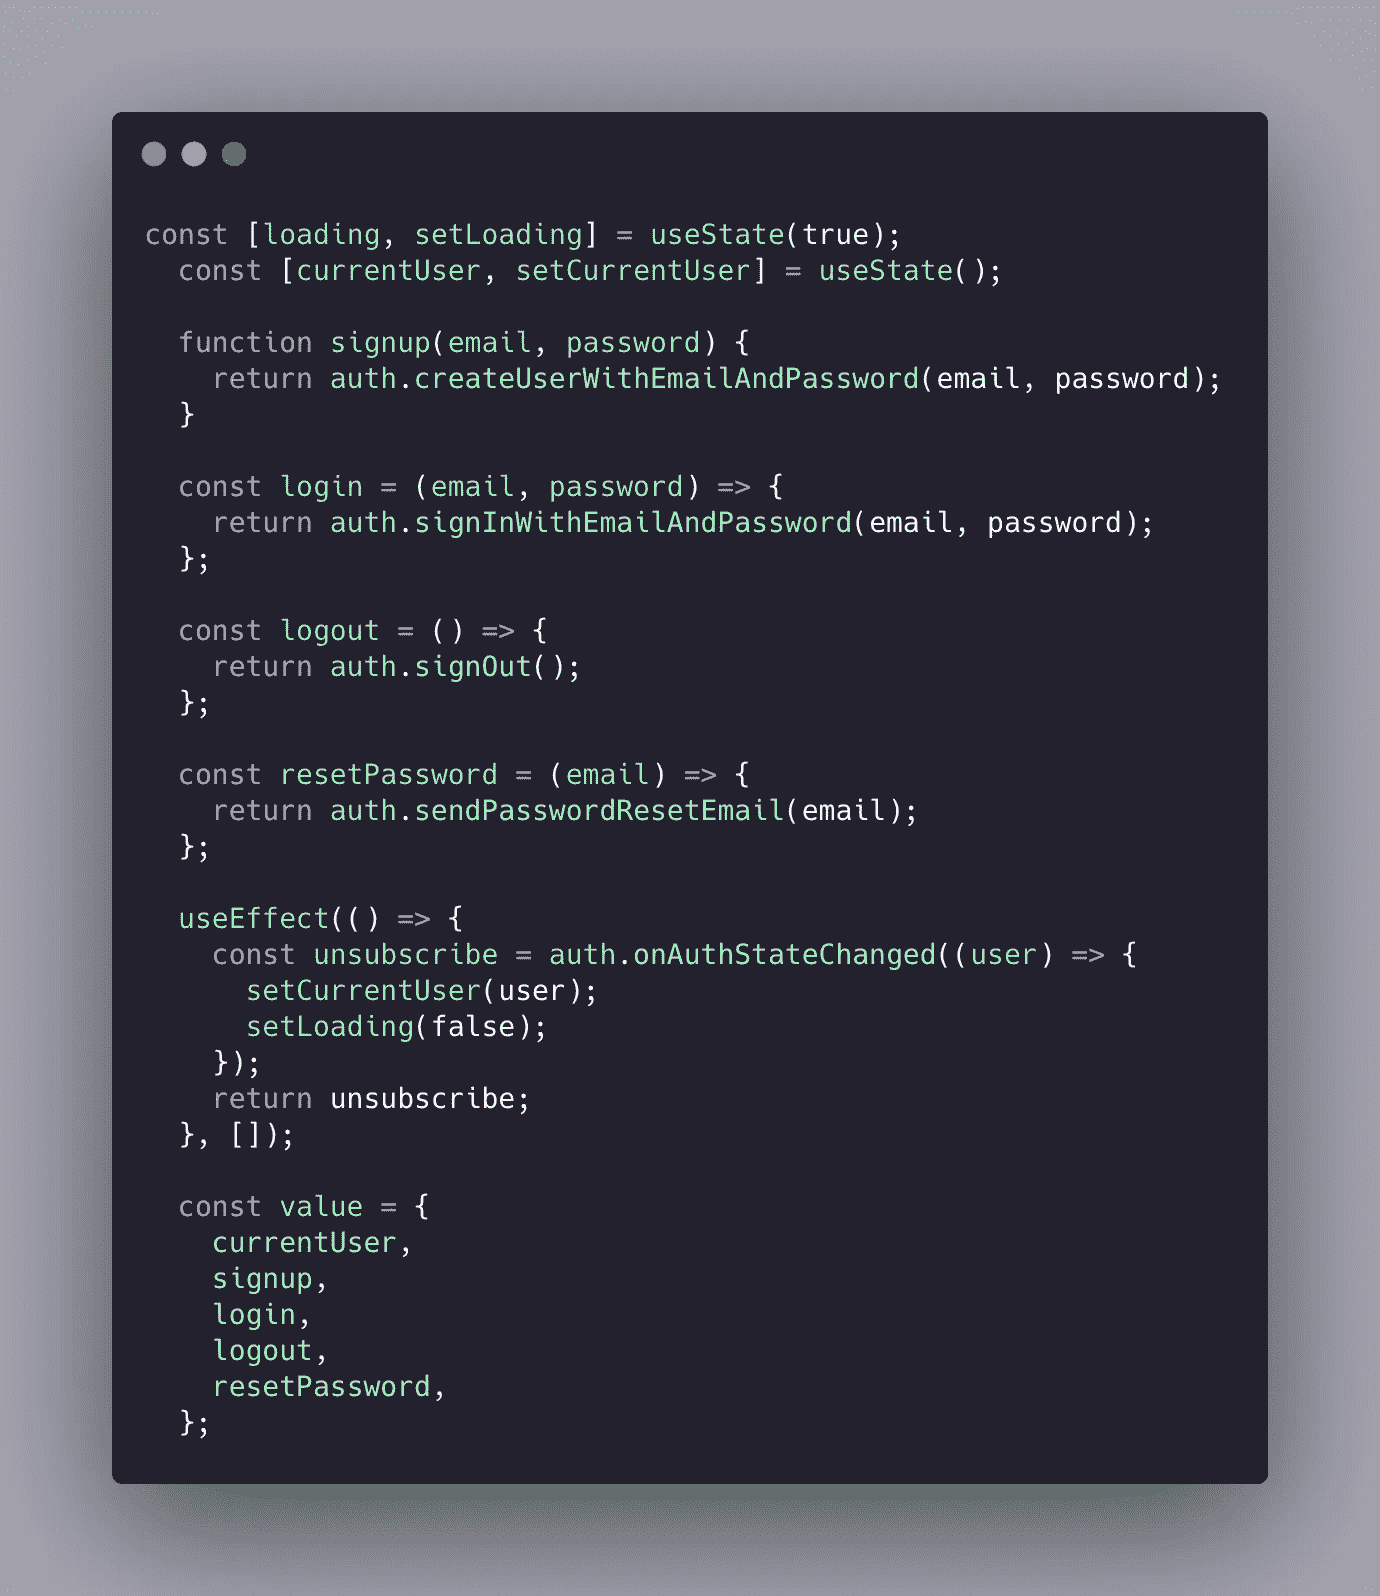 const [loading, setLoading] = useState(true);
  const [currentUser, setCurrentUser] = useState();

  function signup(email, password) {
    return auth.createUserWithEmailAndPassword(email, password);
  }

  const login = (email, password) => {
    return auth.signInWithEmailAndPassword(email, password);
  };

  const logout = () => {
    return auth.signOut();
  };

  const resetPassword = (email) => {
    return auth.sendPasswordResetEmail(email);
  };

  useEffect(() => {
    const unsubscribe = auth.onAuthStateChanged((user) => {
      setCurrentUser(user);
      setLoading(false);
    });
    return unsubscribe;
  }, []);

  const value = {
    currentUser,
    signup,
    login,
    logout,
    resetPassword,
  };